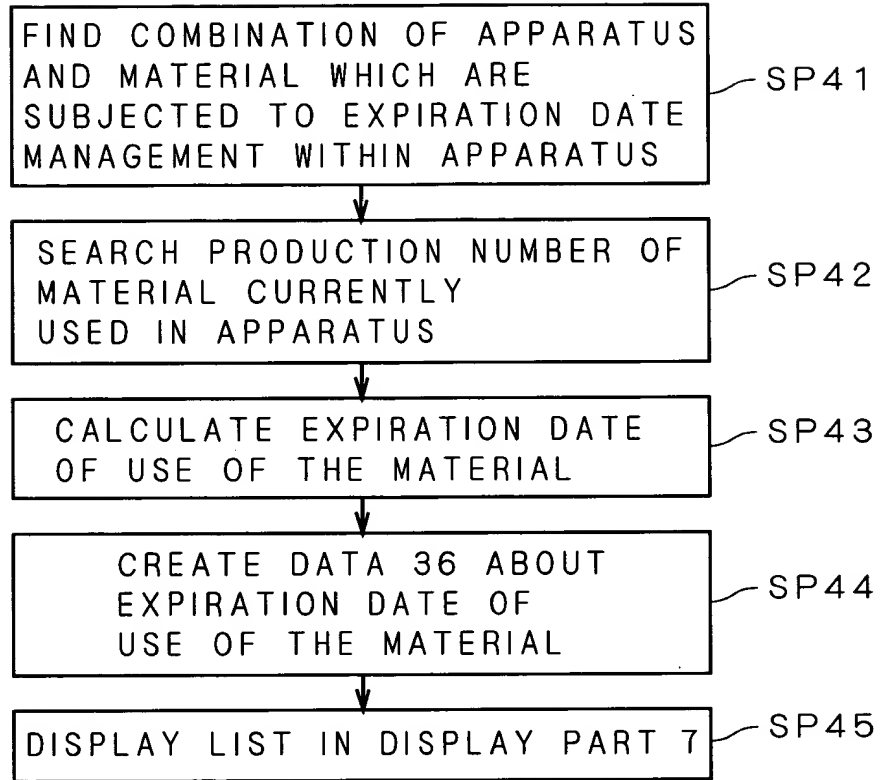 FIND COMBINATION OF APPARATUS
AND MATERIAL WHICH ARE
SUBJECTED TO EXPIRATION DATE
MANAGEMENT WITHIN APPARATUS
SP41
SEARCH PRODUCTION NUMBER OF
MATERIAL CURRENTLY
USED IN APPARATUS
SP42
CALCULATE EXPIRATION DATE
OF USE OF THE MATERIAL
SP43
CREATE DATA 36 ABOUT
EXPIRATION DATE OF
USE OF THE MATERIAL
SP44
DISPLAY LIST IN DISPLAY PART 7
SP45